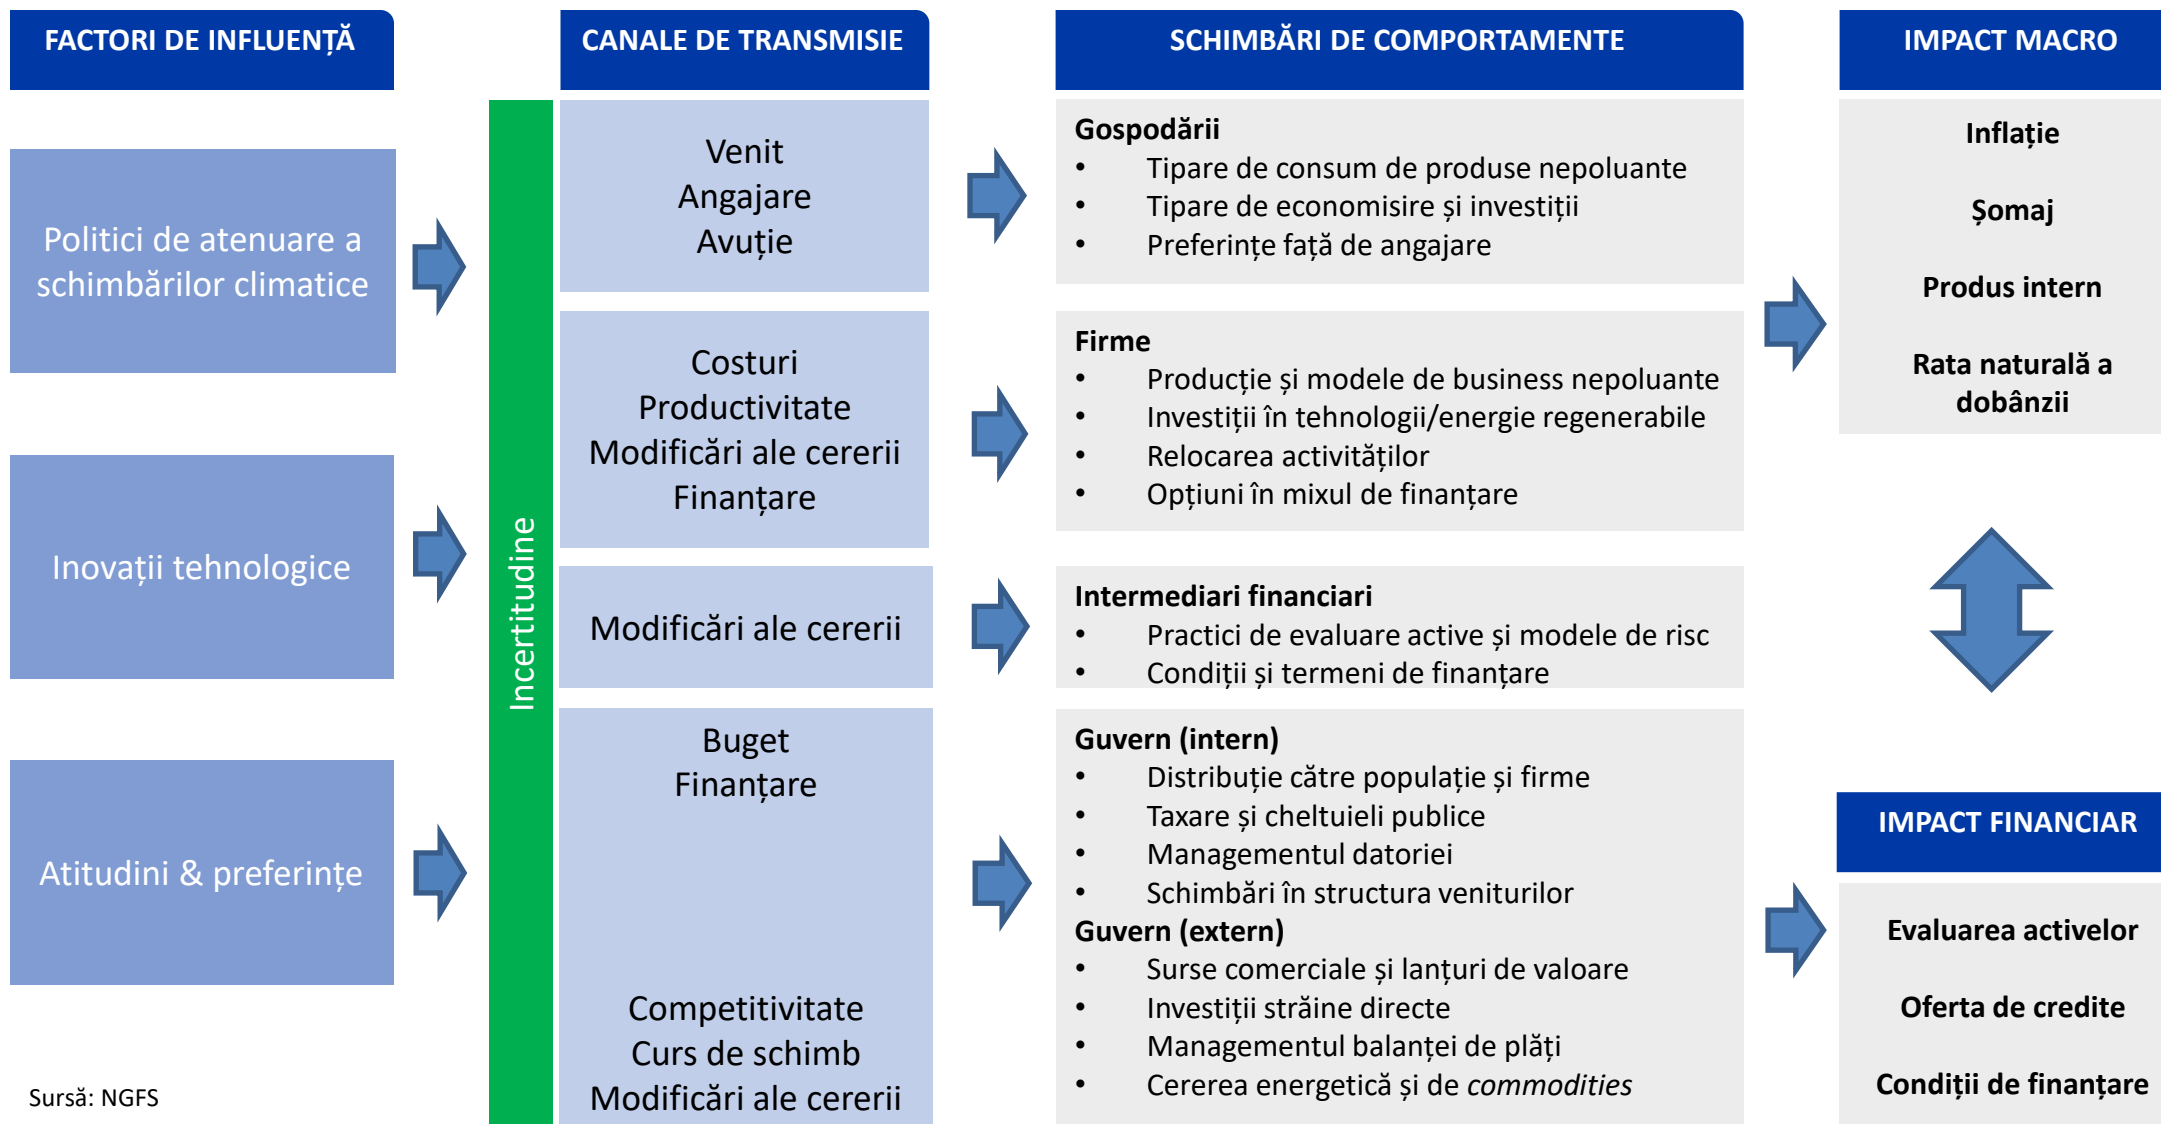 FACTORI DE INFLUENȚĂ
Politici de atenuare a
schimbărilor climatice
Inovații tehnologice
Atitudini & preferințe
Sursă: NGFS
Incertitudine
CANALE DE TRANSMISIE
Venit
Angajare
Avuție
Costuri
Productivitate
Modificări ale cererii
Finanțare
Modificări ale cererii
Buget
Finanțare
Competitivitate
Curs de schimb
Modificări ale cererii
SCHIMBĂRI DE COMPORTAMENTE
Gospodării
• Tipare de consum de produse nepoluante
• Tipare de economisire și investiții
• Preferințe față de angajare
Firme
• Producție și modele de business nepoluante
• Investiții în tehnologii/energie regenerabile
• Relocarea activităților
• Opțiuni în mixul de finanțare
Intermediari financiari
• Practici de evaluare active și modele de risc
• Condiții și termeni de finanțare
Guvern (intern)
• Distribuție către populație și firme
• Taxare și cheltuieli publice
• Managementul datoriei
• Schimbări în structura veniturilor
Guvern (extern)
• Surse comerciale și lanțuri de valoare
• Investiții străine directe
• Managementul balanței de plăți
• Cererea energetică și de commodities
IMPACT MACRO
Inflație
Șomaj
Produs intern
Rata naturală a
dobânzii
IMPACT FINANCIAR
Evaluarea activelor
Oferta de credite
Condiții de finanțare